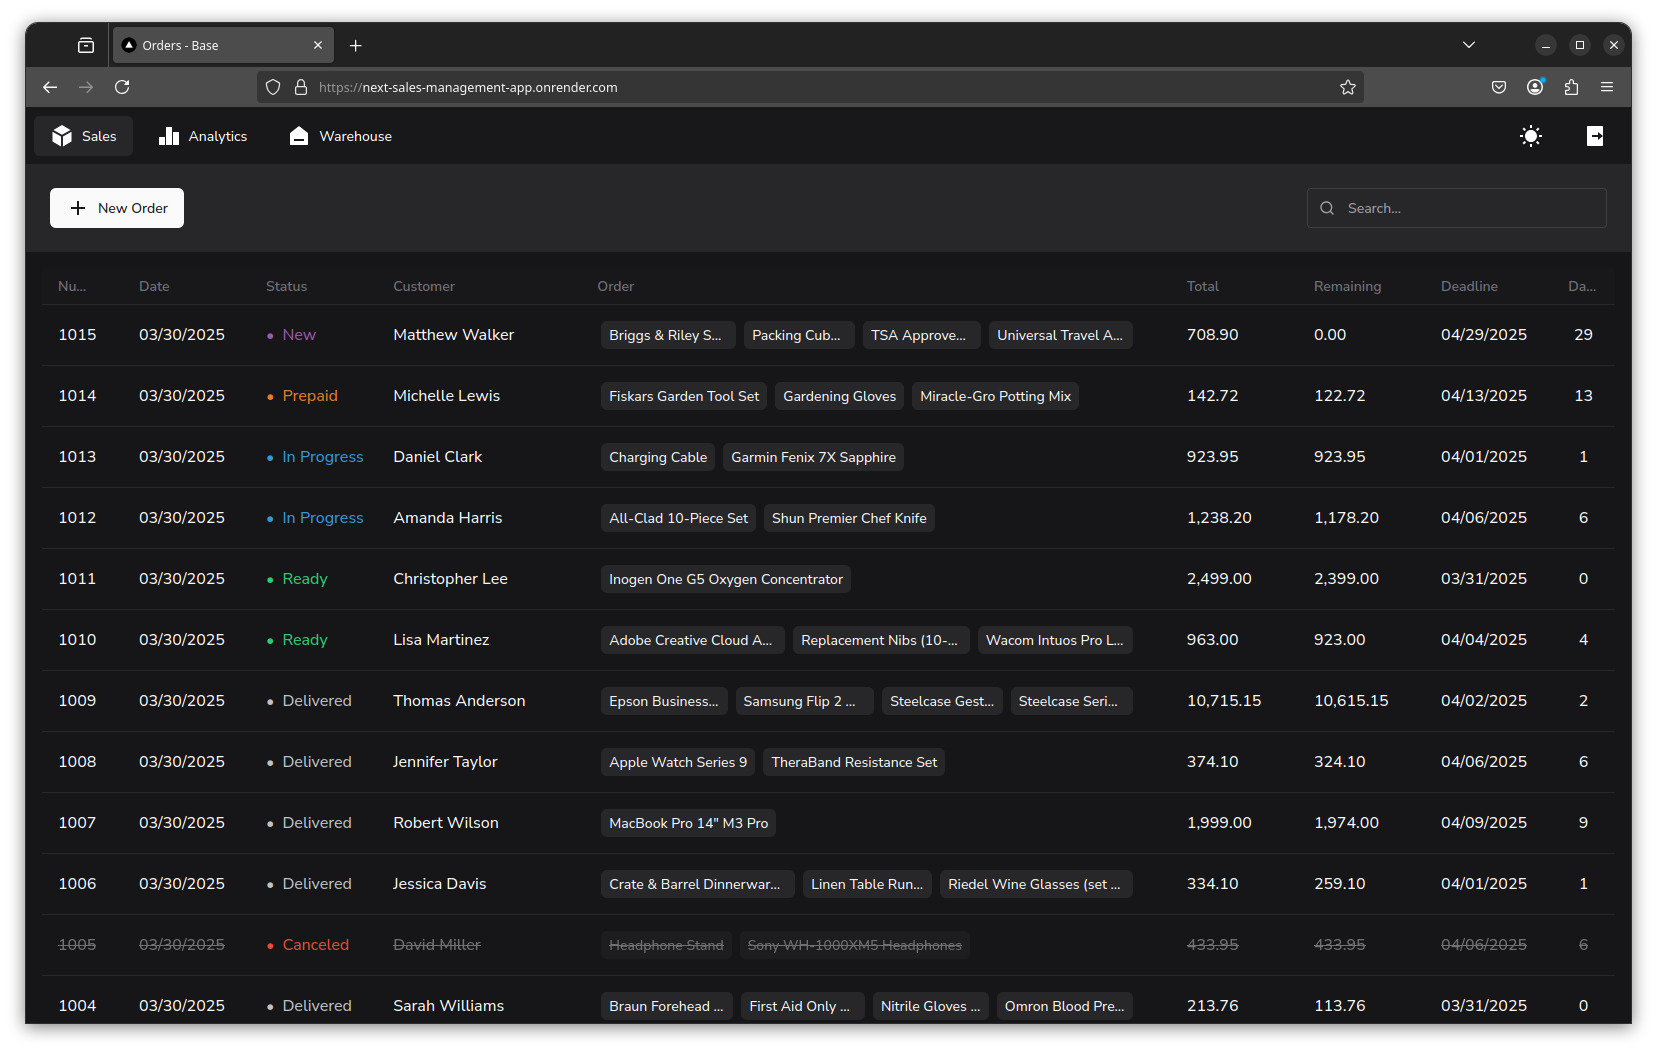 Orders - Base
https://next-sales-management-app.onrender.com
Sales Analytics Warehouse
New Order Search...
Nu... Date Status Customer Order Total Remaining Deadline Da...
1015 03/30/2025 New Matthew Walker Briggs & Riley S... Packing Cub... TSA Approve... Universal Travel A... 708.90 0.00 04/29/2025 29
1014 03/30/2025 Prepaid Michelle Lewis Fiskars Garden Tool Set Gardening Gloves Miracle-Gro Potting Mix 142.72 122.72 04/13/2025 13
1013 03/30/2025 In Progress Daniel Clark Charging Cable Garmin Fenix 7X Sapphire 923.95 923.95 04/01/2025 1
1012 03/30/2025 In Progress Amanda Harris All-Clad 10-Piece Set Shun Premier Chef Knife 1,238.20 1,178.20 04/06/2025 6
1011 03/30/2025 Ready Christopher Lee Inogen One G5 Oxygen Concentrator 2,499.00 2,399.00 03/31/2025 0
1010 03/30/2025 Ready Lisa Martinez Adobe Creative Cloud A... Replacement Nibs (10-... Wacom Intuos Pro L... 963.00 923.00 04/04/2025 4
1009 03/30/2025 Delivered Thomas Anderson Epson Business... Samsung Flip 2 ... Steelcase Gest... Steelcase Seri... 10,715.15 10,615.15 04/02/2025 2
1008 03/30/2025 Delivered Jennifer Taylor Apple Watch Series 9 TheraBand Resistance Set 374.10 324.10 04/06/2025 6
1007 03/30/2025 Delivered Robert Wilson MacBook Pro 14" M3 Pro 1,999.00 1,974.00 04/09/2025 9
1006 03/30/2025 Delivered Jessica Davis Crate & Barrel Dinnerwar... Linen Table Run... Riedel Wine Glasses (set ... 334.10 259.10 04/01/2025 1
1005 03/30/2025 Canceled David Miller Headphone Stand Sony WH-1000XM5 Headphones 433.95 433.95 04/06/2025 6
1004 03/30/2025 Delivered Sarah Williams Braun Forehead ... First Aid Only ... Nitrile Gloves ... Omron Blood Pre... 213.76 113.76 03/31/2025 0